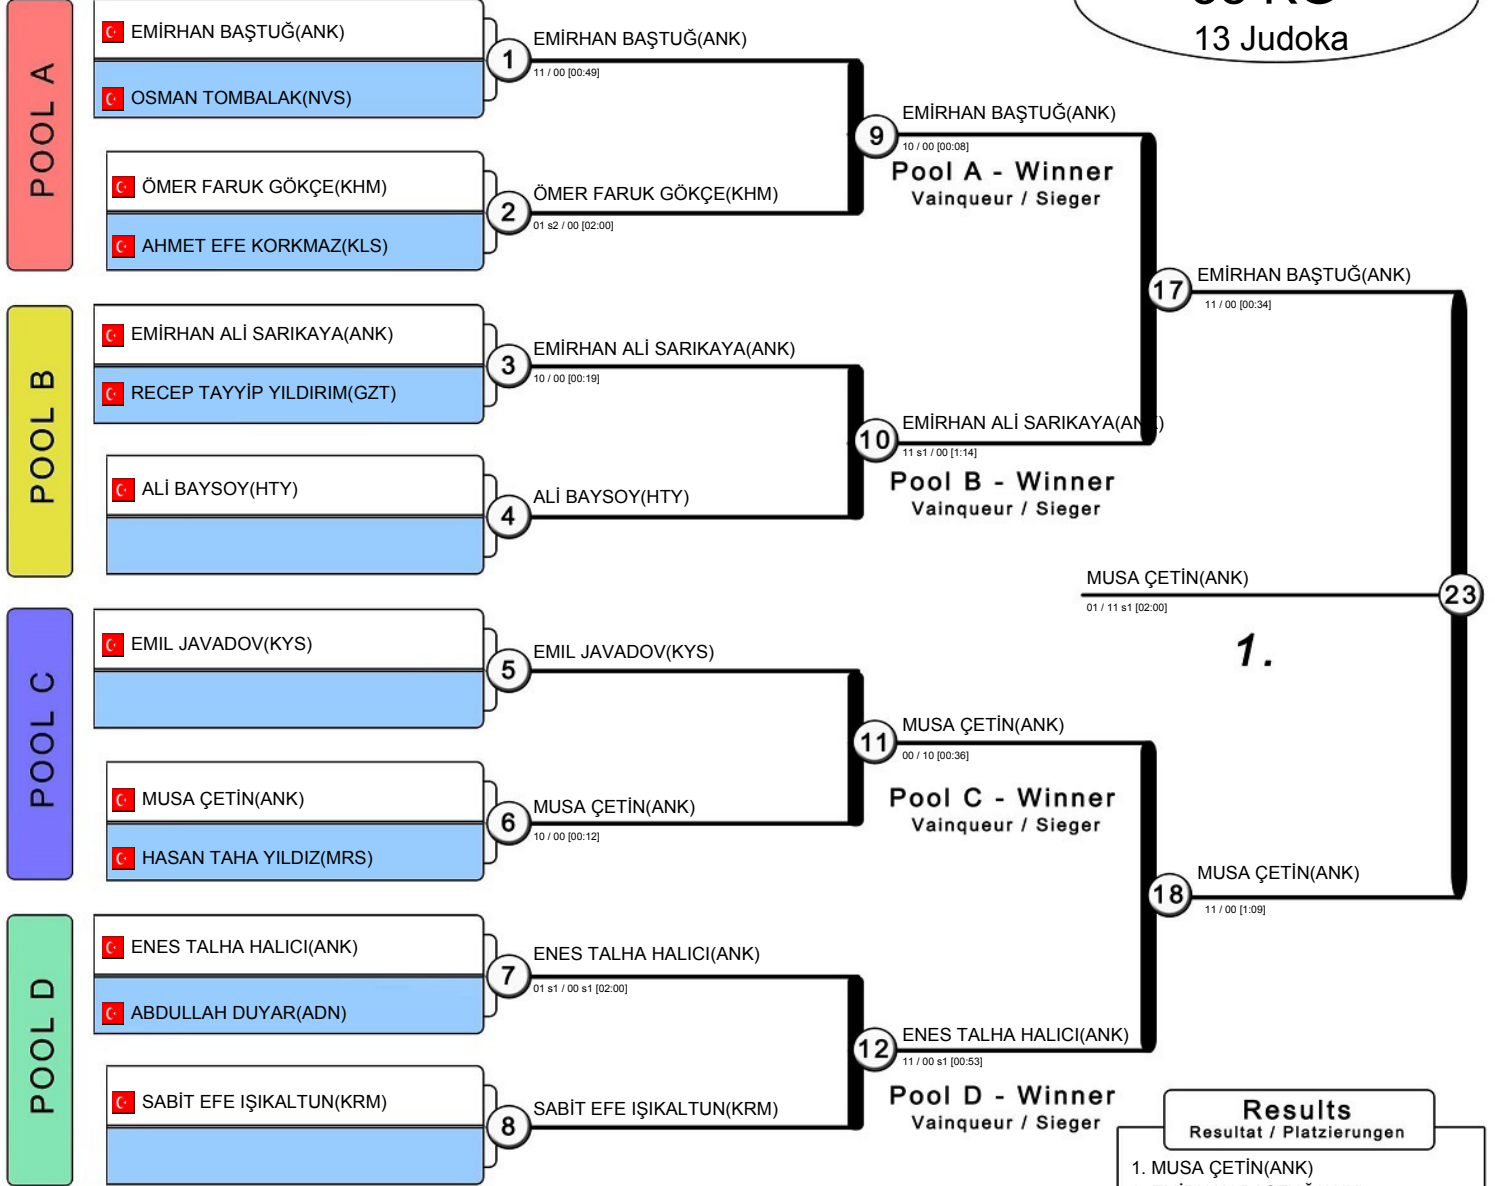 13 Judoka
POOL A
EMİRHAN BAŞTUĞ(ANK)
OSMAN TOMBALAK(NVS)
1
EMİRHAN BAŞTUĞ(ANK)
11 / 00 [00:49]
ÖMER FARUK GÖKÇE(KHM)
AHMET EFE KORKMAZ(KLS)
2
ÖMER FARUK GÖKÇE(KHM)
01 s2 / 00 [02:00]
9
EMİRHAN BAŞTUĞ(ANK)
10 / 00 [00:08]
Pool A - Winner
Vainqueur / Sieger
POOL B
EMİRHAN ALİ SARIKAYA(ANK)
RECEP TAYYİP YILDIRIM(GZT)
3
EMİRHAN ALİ SARIKAYA(ANK)
10 / 00 [00:19]
ALİ BAYSOY(HTY)
4
ALİ BAYSOY(HTY)
10
EMİRHAN ALİ SARIKAYA(ANK)
11 s1 / 00 [1:14]
Pool B - Winner
Vainqueur / Sieger
17
EMİRHAN BAŞTUĞ(ANK)
11 / 00 [00:34]
POOL C
EMIL JAVADOV(KYS)
5
EMIL JAVADOV(KYS)
MUSA ÇETİN(ANK)
HASAN TAHA YILDIZ(MRS)
6
MUSA ÇETİN(ANK)
10 / 00 [00:12]
11
MUSA ÇETİN(ANK)
00 / 10 [00:36]
Pool C - Winner
Vainqueur / Sieger
POOL D
ENES TALHA HALICI(ANK)
ABDULLAH DUYAR(ADN)
7
ENES TALHA HALICI(ANK)
01 s1 / 00 s1 [02:00]
SABİT EFE IŞIKALTUN(KRM)
8
SABİT EFE IŞIKALTUN(KRM)
12
ENES TALHA HALICI(ANK)
11 / 00 s1 [00:53]
Pool D - Winner
Vainqueur / Sieger
18
MUSA ÇETİN(ANK)
11 / 00 [1:09]
23
MUSA ÇETİN(ANK)
01 / 11 s1 [02:00]
1.
Results
Resultat / Platzierungen
1. MUSA ÇETİN(ANK)